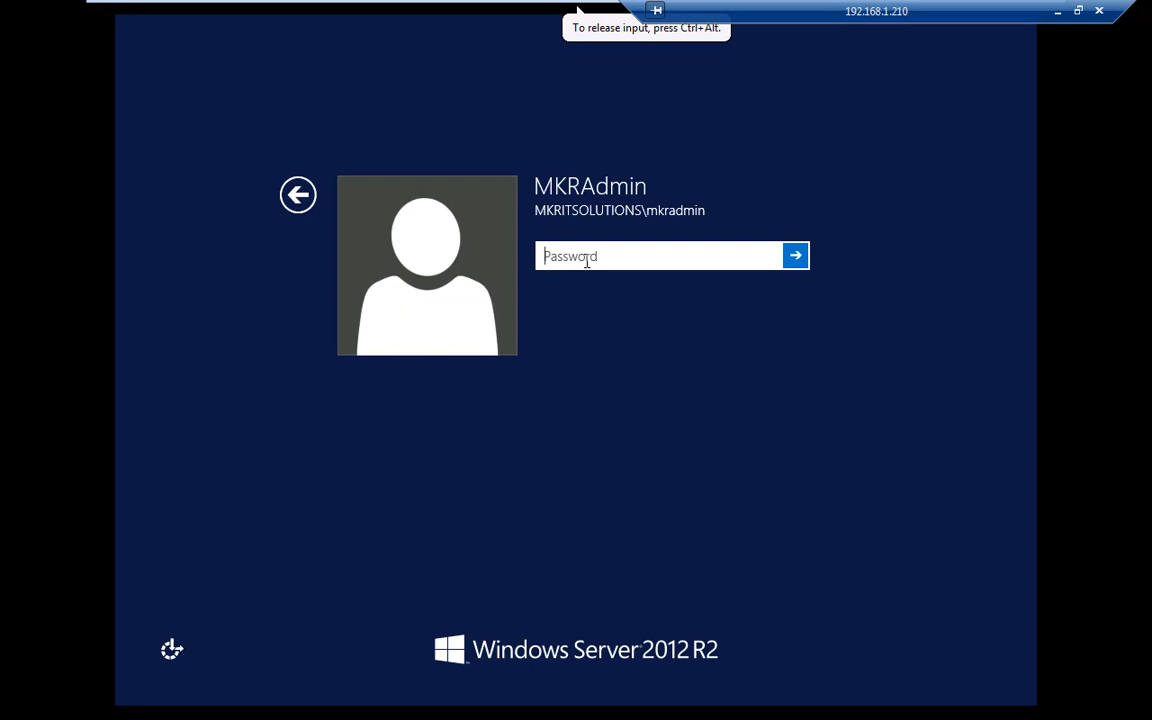 192.168.1.210
To release input, press Ctrl+Alt.
MKRAdmin
MKRITSOLUTIONS\mkradmin
Password
Windows Server 2012 R2